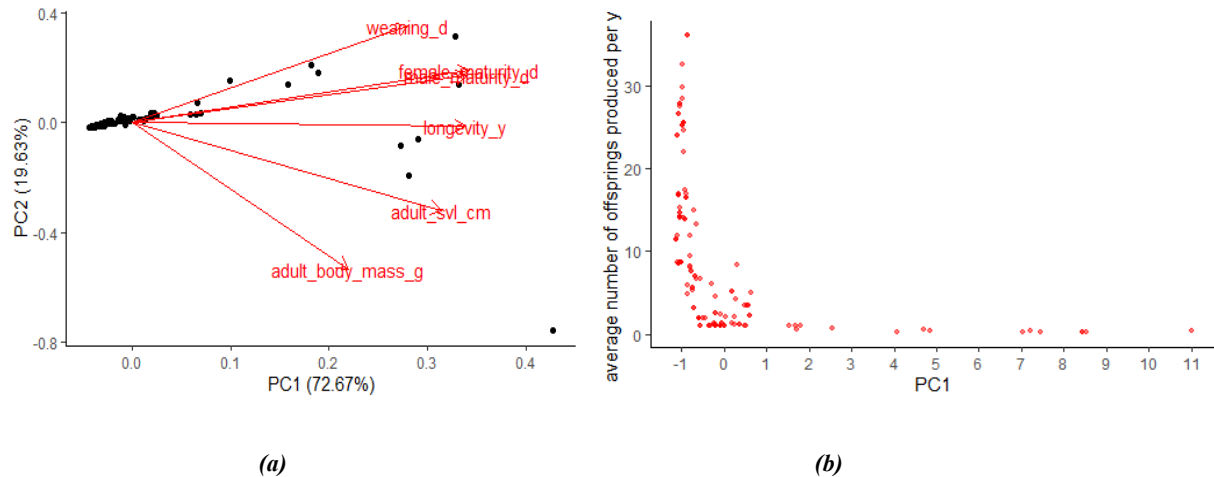 0.4
0.0
-0.4
-0.8
PC2 (19.63%)
weaning_d
female_maturity_d
male_maturity_d
longevity_y
adult_svl_cm
adult_body_mass_g
0.0 0.1 0.2 0.3 0.4
PC1 (72.67%)
(a)
average number of offsprings produced per y
30
20
10
0
-1 0 1 2 3 4 5 6 7 8 9 10 11
PC1
(b)